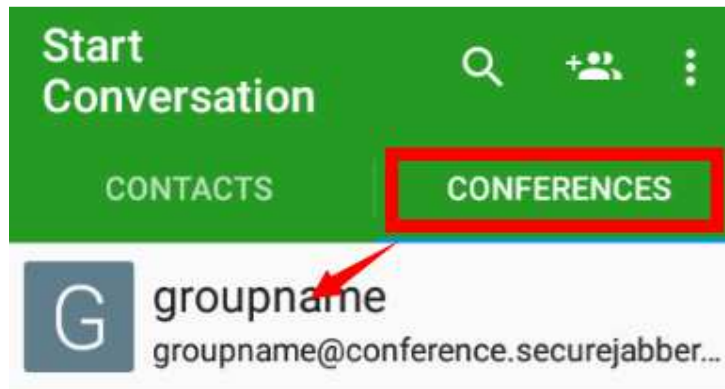 Start
Conversation
CONTACTS
CONFERENCES
G
groupname
groupname@conference.securejabber...